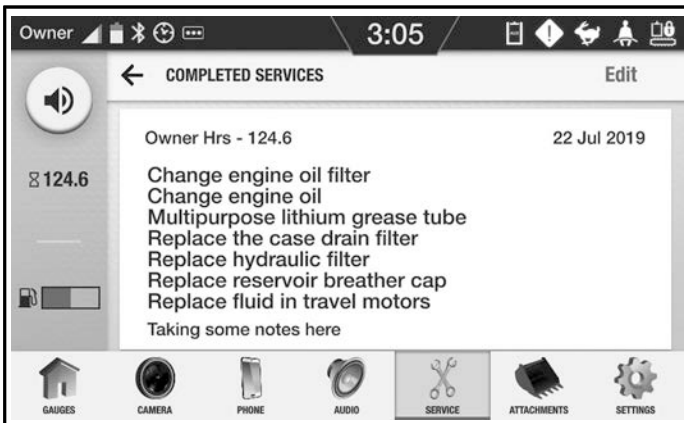 Owner
3:05
COMPLETED SERVICES
Edit
Owner Hrs - 124.6
22 Jul 2019
124.6
Change engine oil filter
Change engine oil
Multipurpose lithium grease tube
Replace the case drain filter
Replace hydraulic filter
Replace reservoir breather cap
Replace fluid in travel motors
Taking some notes here
GAUGES
CAMERA
PHONE
AUDIO
SERVICE
ATTACHMENTS
SETTINGS